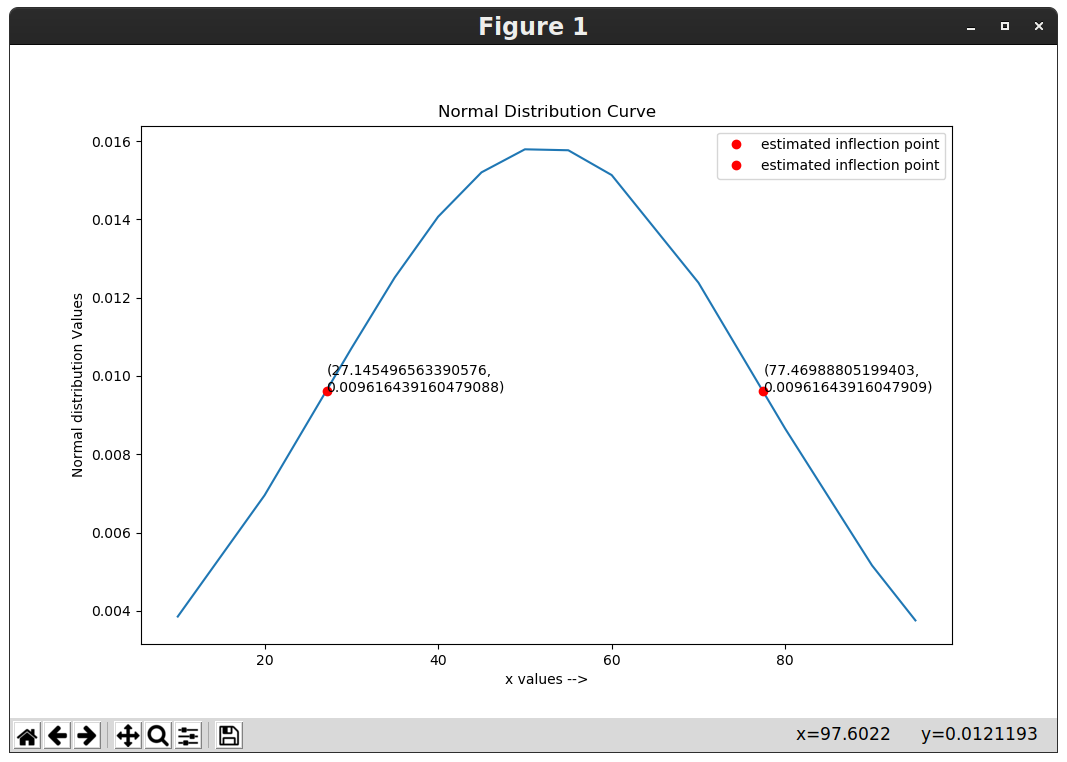 Figure 1
Normal Distribution Curve
estimated inflection point
estimated inflection point
0.016
0.014
0.012
0.010
0.008
0.006
0.004
Normal distribution Values
(27.145496563390576,
0.009616439160479088)
(77.46988805199403,
0.00961643916047909)
20
40
60
80
x values -->
x=97.6022 y=0.0121193